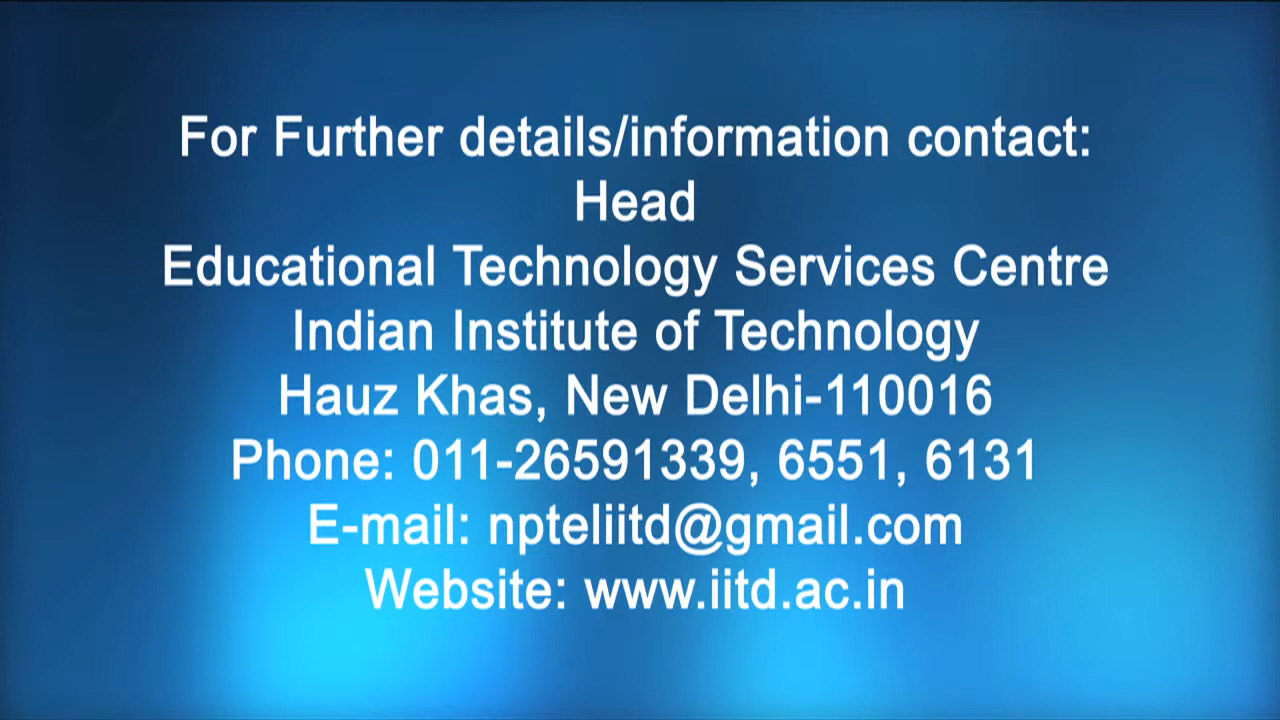 For Further details/information contact:
Head
Educational Technology Services Centre
Indian Institute of Technology
Hauz Khas, New Delhi-110016
Phone: 011-26591339, 6551, 6131
E-mail: npteliitd@gmail.com
Website: www.iitd.ac.in